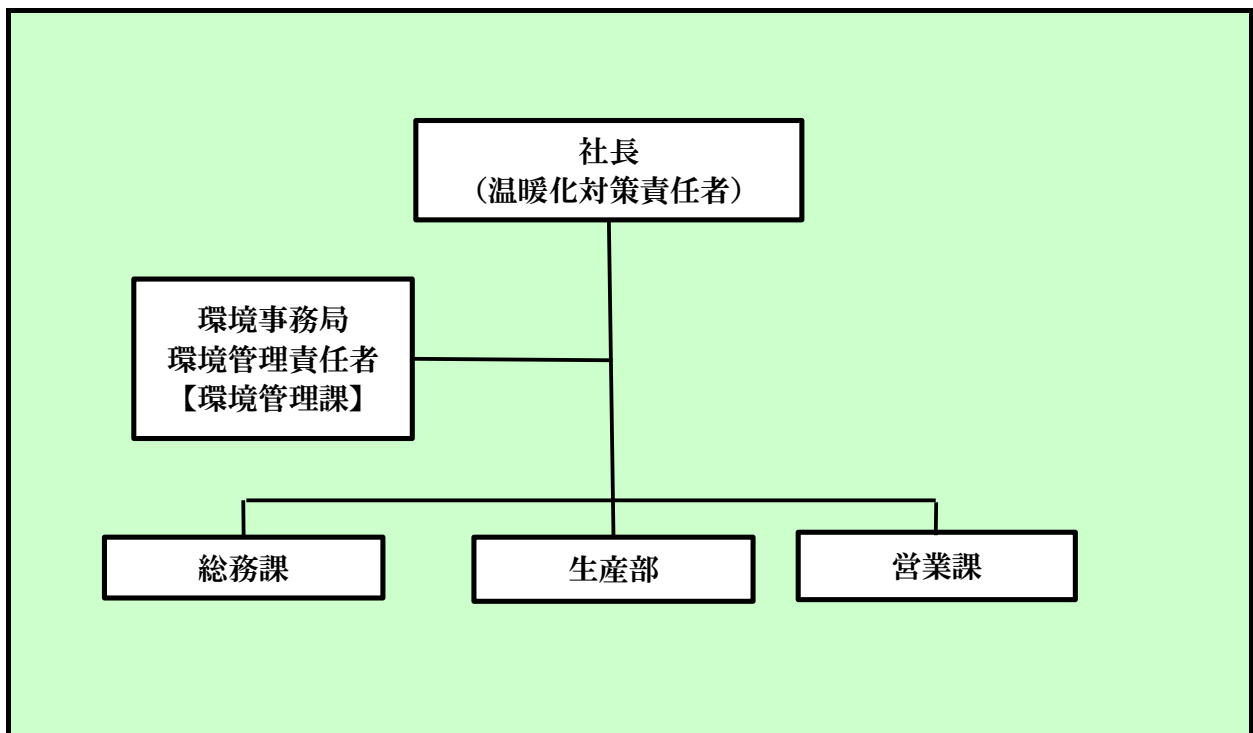 社長
（温暖化対策責任者）
環境事務局
環境管理責任者
【環境管理課】
総務課
生産部
営業課